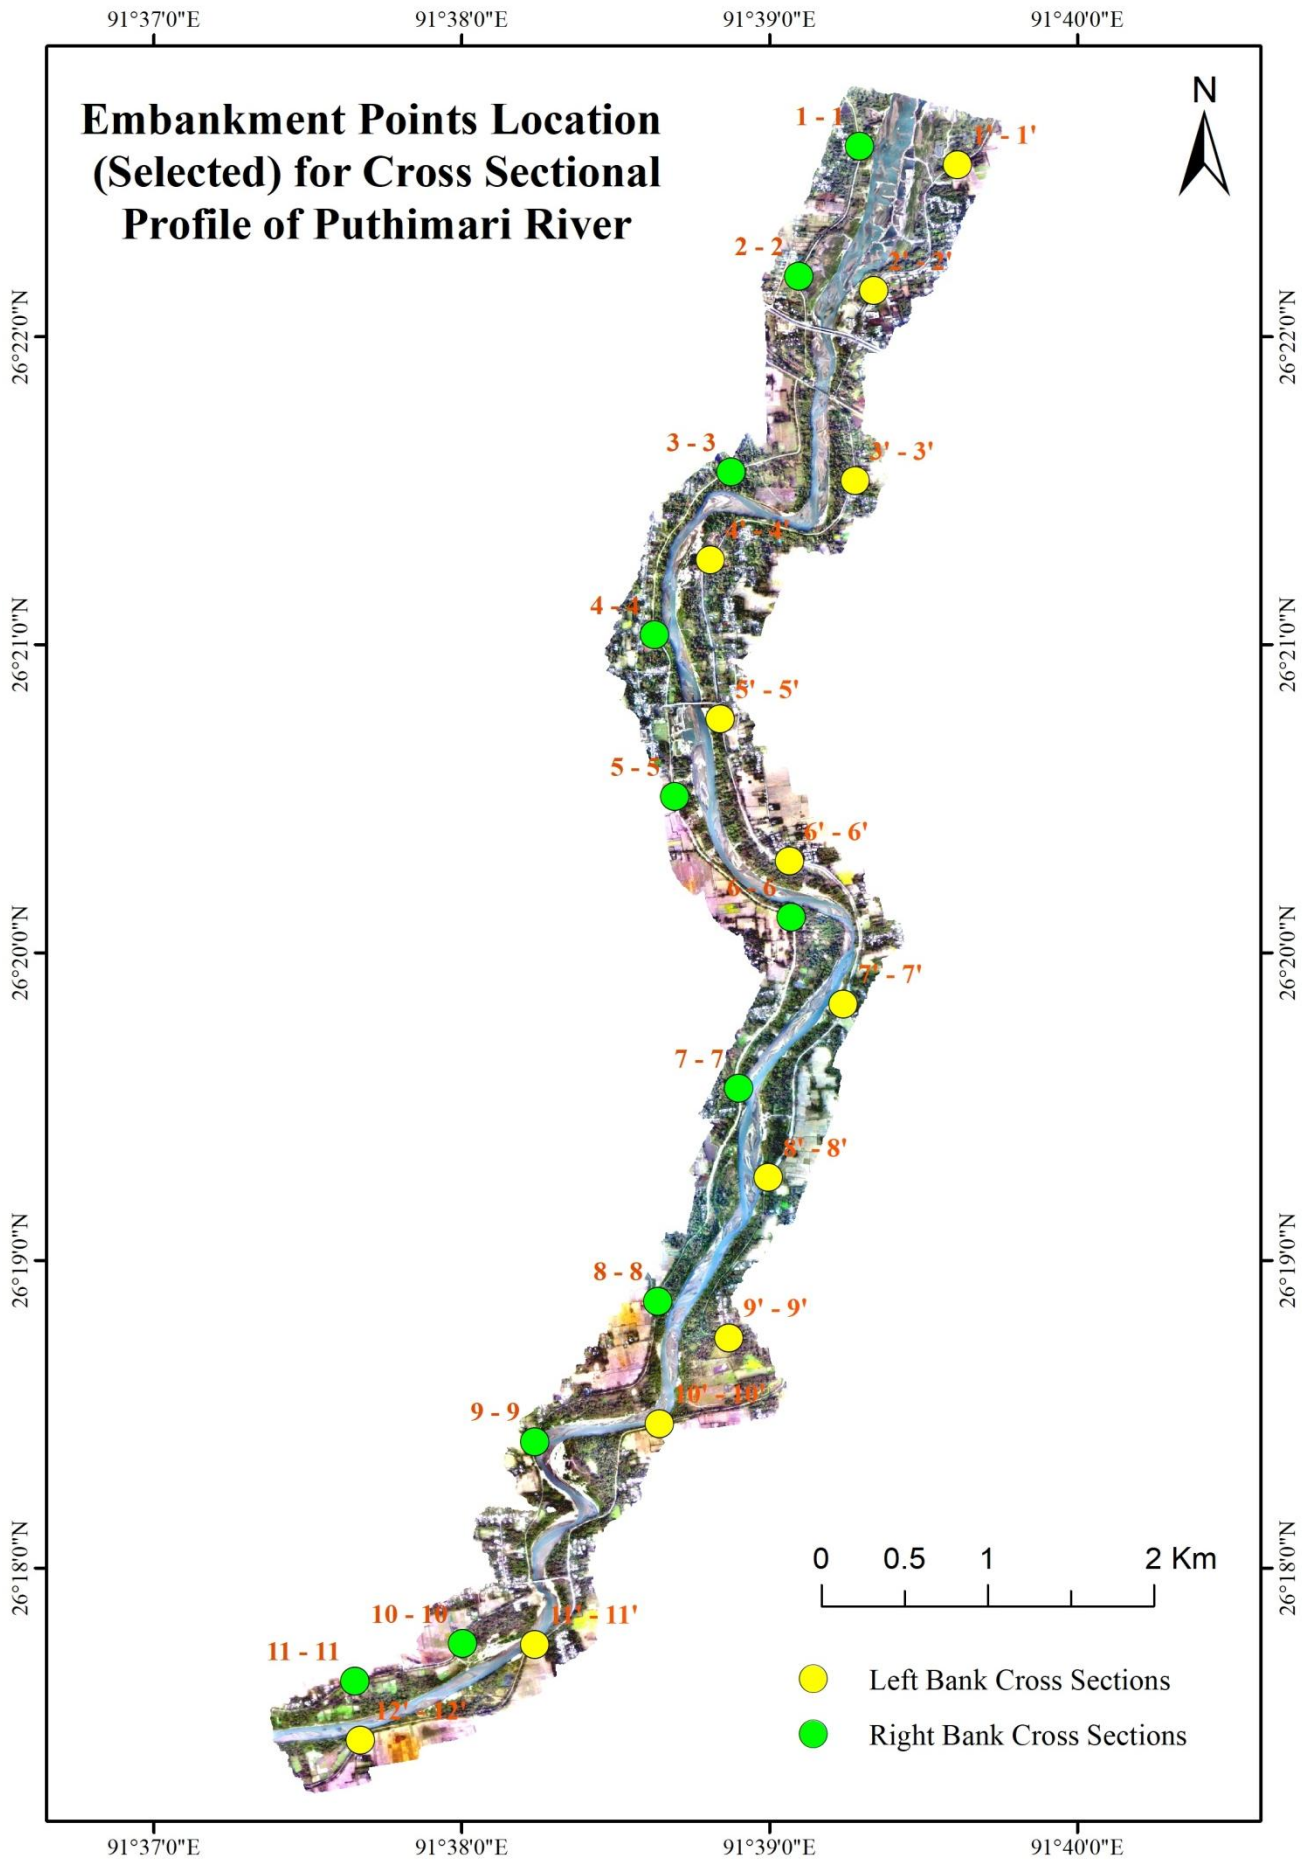 91°37'0"E 91°38'0"E 91°39'0"E 91°40'0"E
Embankment Points Location
(Selected) for Cross Sectional
Profile of Puthimari River
N
1 - 1
1' - 1'
2 - 2
2' - 2'
26°22'0"N 26°22'0"N
3 - 3
3' - 3'
4' - 4'
4 - 4
26°21'0"N 26°21'0"N
5' - 5'
5 - 5
6' - 6'
6 - 6
26°20'0"N 26°20'0"N
7' - 7'
7 - 7
8' - 8'
26°19'0"N 26°19'0"N
8 - 8
9' - 9'
10' - 10'
9 - 9
26°18'0"N 26°18'0"N
0 0.5 1 2 Km
10 - 10
11' - 11'
11 - 11
12' - 12'
Left Bank Cross Sections
Right Bank Cross Sections
91°37'0"E 91°38'0"E 91°39'0"E 91°40'0"E